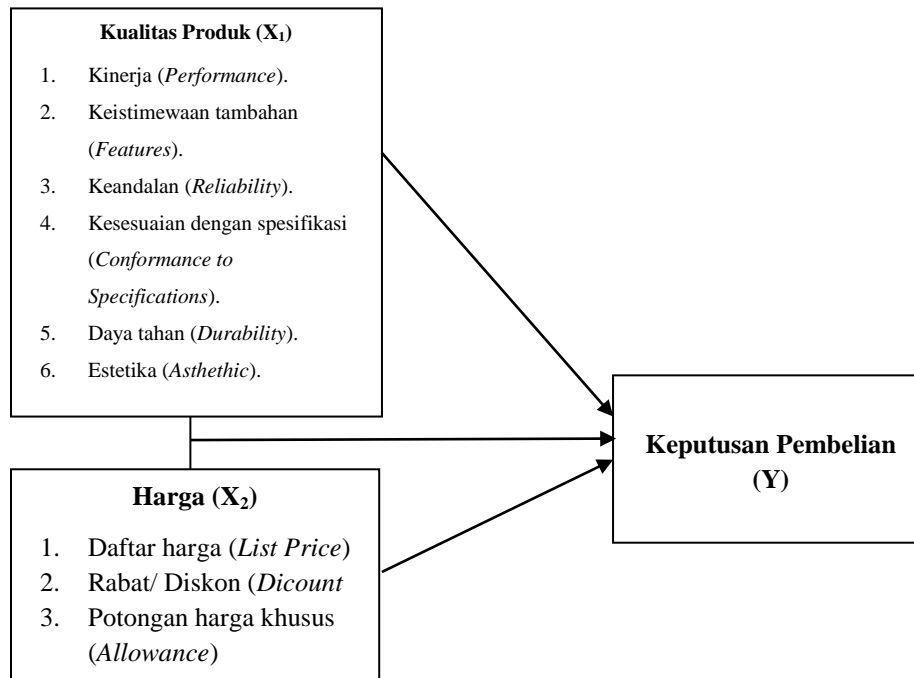 Kualitas Produk (X₁)
1. Kinerja (Performance).
2. Keistimewaan tambahan
(Features).
3. Keandalan (Reliability).
4. Kesesuaian dengan spesifikasi
(Conformance to
Specifications).
5. Daya tahan (Durability).
6. Estetika (Asthethic).
Harga (X₂)
1. Daftar harga (List Price)
2. Rabat/ Diskon (Dicount
3. Potongan harga khusus
(Allowance)
Keputusan Pembelian
(Y)